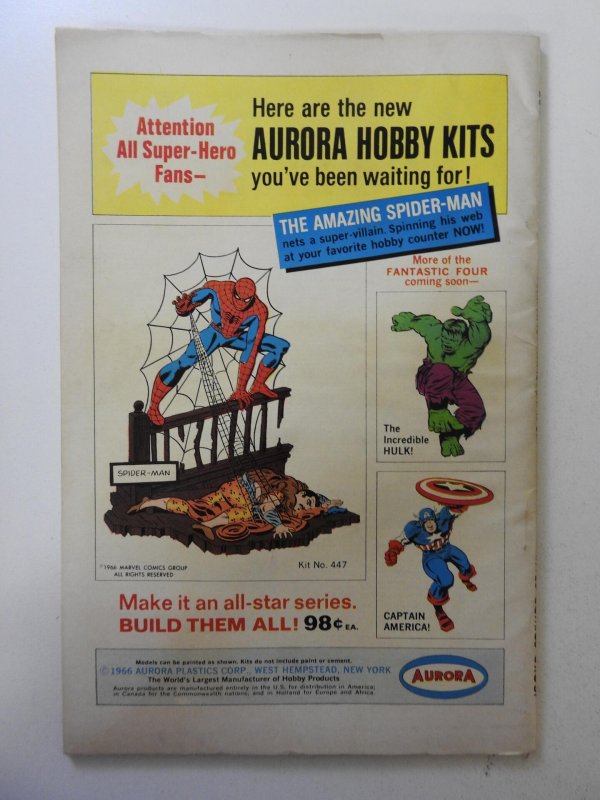 Attention
All Super-Hero
Fans—
Here are the new
AURORA HOBBY KITS
you've been waiting for!
THE AMAZING SPIDER-MAN
nets a super-villain. Spinning his web
at your favorite hobby counter NOW!
More of the
FANTASTIC FOUR
coming soon—
The
Incredible
HULK!
SPIDER-MAN
©1966 MARVEL COMICS GROUP
ALL RIGHTS RESERVED
Kit No. 447
CAPTAIN
AMERICA!
Make it an all-star series.
BUILD THEM ALL! 98¢ EA.
Models can be painted as shown. Kits do not include paint or cement.
©1966 AURORA PLASTICS CORP., WEST HEMPSTEAD, NEW YORK
The World's Largest Manufacturer of Hobby Products
Aurora products are manufactured entirely in the U.S. for distribution in America;
in Canada for the Commonwealth nations; and in Holland for Europe and Africa.
AURORA